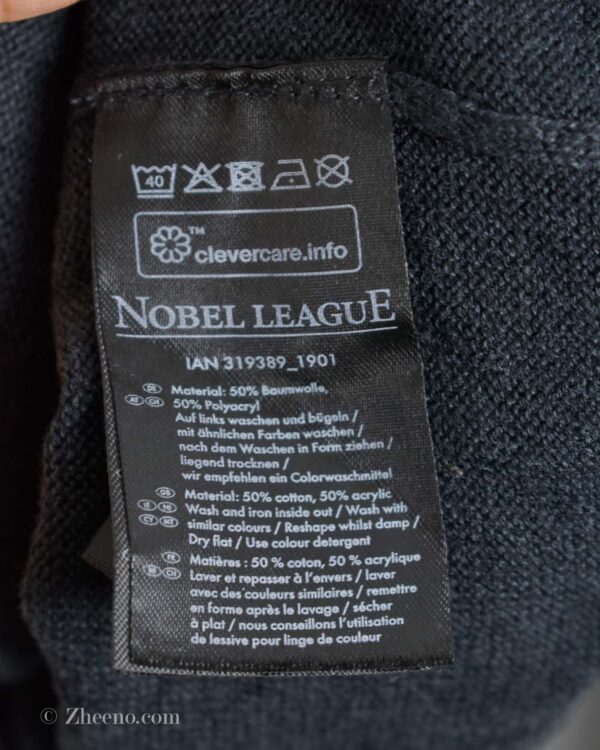 40
clevercare.info
TM
NOBEL LEAGUE
IAN 319389_1901
DE Material: 50% Baumwolle,
AT CH 50% Polyacryl
Auf links waschen und bügeln /
mit ähnlichen Farben waschen /
nach dem Waschen in Form ziehen /
liegend trocknen /
wir empfehlen ein Colorwaschmittel
GB Material: 50% cotton, 50% acrylic
IE NI Wash and iron inside out / Wash with
CY MT similar colours / Reshape whilst damp /
Dry flat / Use colour detergent
FR Matières : 50 % coton, 50 % acrylique
BE CH Laver et repasser à l'envers / laver
avec des couleurs similaires / remettre
en forme après le lavage / sécher
à plat / nous conseillons l'utilisation
de lessive pour linge de couleur
© Zheeno.com